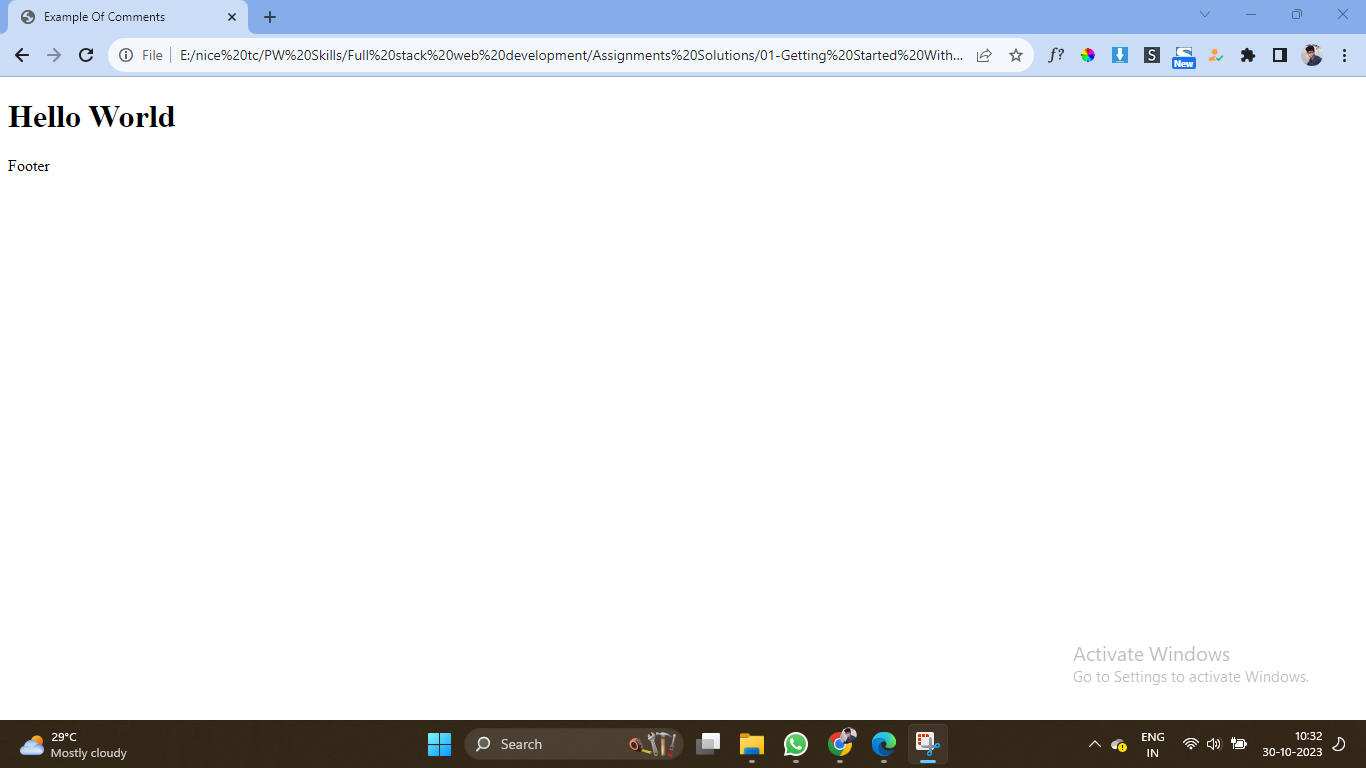 Example Of Comments
File
E:/nice%20tc/PW%20Skills/Full%20stack%20web%20development/Assignments%20Solutions/01-Getting%20Started%20With...
f?
S
New
Hello World
Footer
Activate Windows
Go to Settings to activate Windows.
29°C
Mostly cloudy
Search
ENG
IN
10:32
30-10-2023